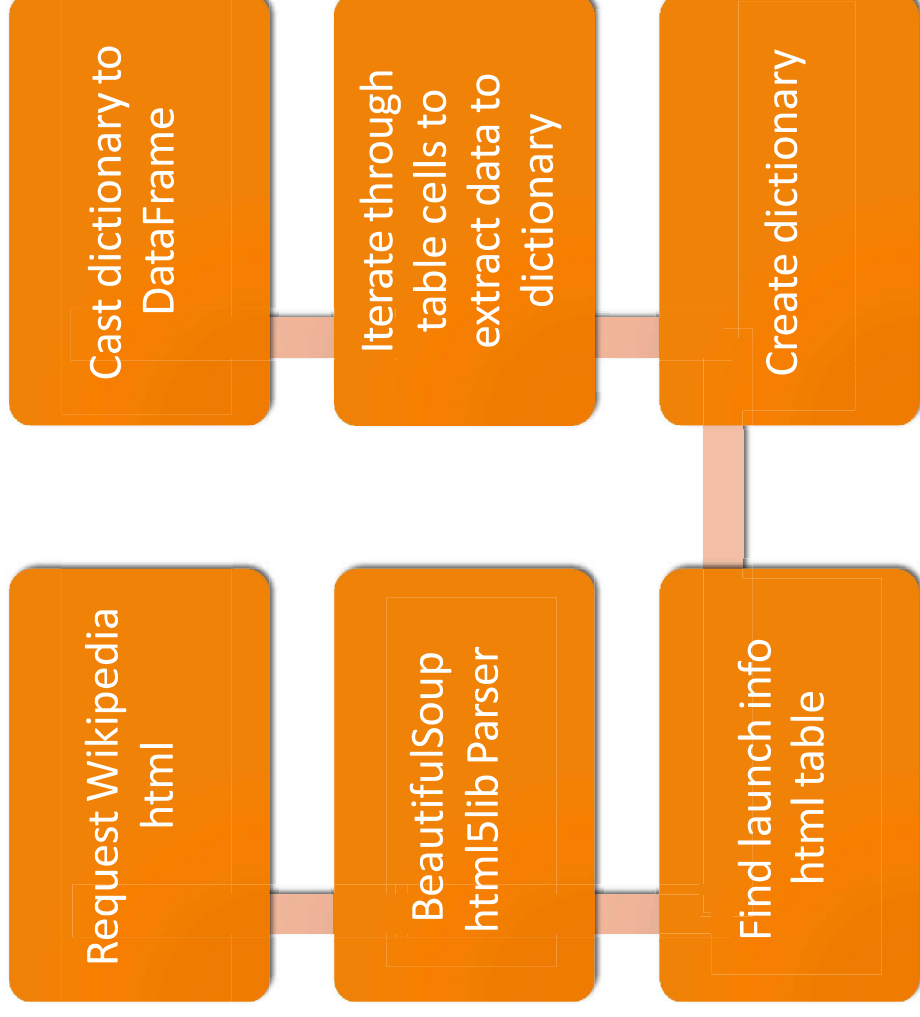 Request Wikipedia
html
BeautifulSoup
html5lib Parser
Find launch info
html table
Create dictionary
Iterate through
table cells to
extract data to
dictionary
Cast dictionary to
DataFrame